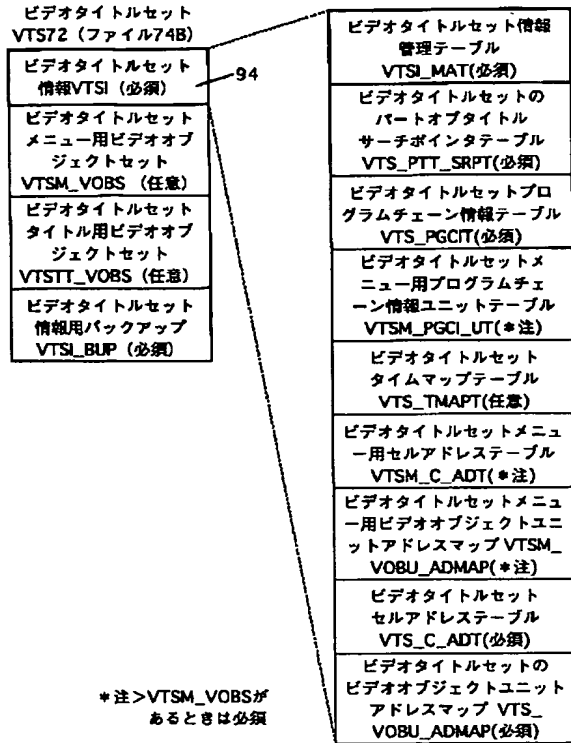 ビデオタイトルセット
VTS72（ファイル74B）
ビデオタイトルセット
情報VTSI（必須）
94
ビデオタイトルセット
メニュー用ビデオオブ
ジェクトセット
VTSM_VOBS（任意）
ビデオタイトルセット
タイトル用ビデオオブ
ジェクトセット
VTSTT_VOBS（任意）
ビデオタイトルセット
情報用バックアップ
VTSI_BUP（必須）
ビデオタイトルセット情報
管理テーブル
VTSI_MAT(必須)
ビデオタイトルセットの
パートオブタイトル
サーチポインタテーブル
VTS_PTT_SRPT(必須)
ビデオタイトルセットプロ
グラムチェーン情報テーブル
VTS_PGCIT(必須)
ビデオタイトルセットメ
ニュー用プログラムチェ
ーン情報ユニットテーブル
VTSM_PGCI_UT(＊注)
ビデオタイトルセット
タイムマップテーブル
VTS_TMAPT(任意)
ビデオタイトルセットメニュ
ー用セルアドレステーブル
VTSM_C_ADT(＊注)
ビデオタイトルセットメニュ
ー用ビデオオブジェクトユニ
ットアドレスマップ VTSM_
VOBU_ADMAP(＊注)
ビデオタイトルセット
セルアドレステーブル
VTS_C_ADT(必須)
ビデオタイトルセットの
ビデオオブジェクトユニット
アドレスマップ VTS_
VOBU_ADMAP(必須)
＊注>VTSM_VOBSが
あるときは必須